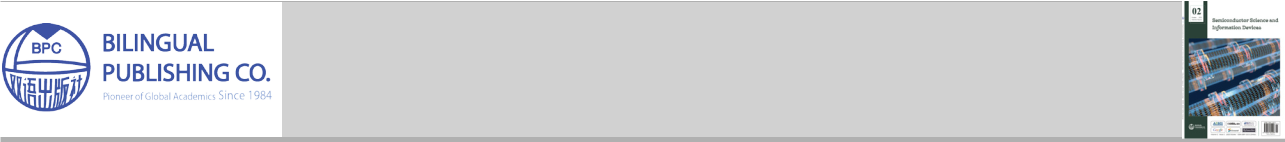 BPC
双语出版社
BILINGUAL
PUBLISHING CO.
Pioneer of Global Academics Since 1984
02
Semiconductor Science and
Information Devices